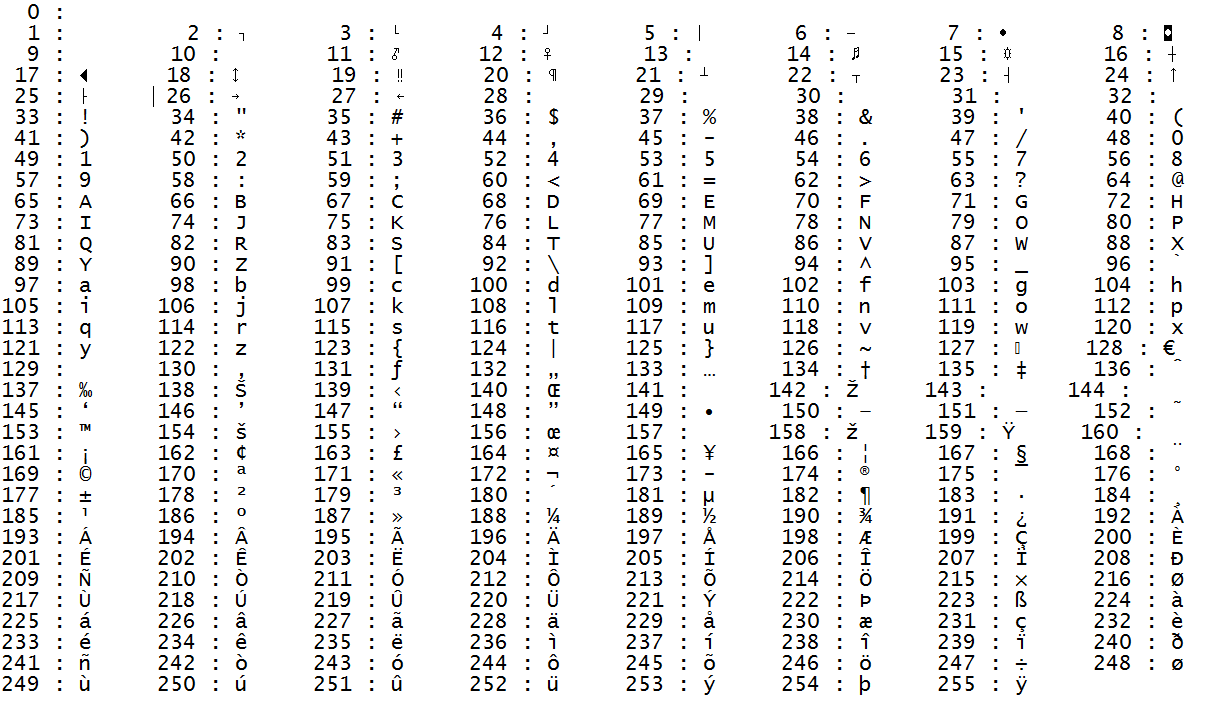 0 :
1 : 2 : ┐ 3 : └ 4 : ┘ 5 : │ 6 : ─ 7 : • 8 : ◘
9 : 10 : 11 : ♂ 12 : ♀ 13 : 14 : ♫ 15 : ☼ 16 : ┼
17 : ◄ 18 : ↕ 19 : ‼ 20 : ¶ 21 : ┴ 22 : ┬ 23 : ┤ 24 : ↑
25 : ├ | 26 : → 27 : ← 28 : 29 : 30 : 31 : 32 :
33 : ! 34 : " 35 : # 36 : $ 37 : % 38 : & 39 : ' 40 : (
41 : ) 42 : * 43 : + 44 : , 45 : - 46 : . 47 : / 48 : 0
49 : 1 50 : 2 51 : 3 52 : 4 53 : 5 54 : 6 55 : 7 56 : 8
57 : 9 58 : : 59 : ; 60 : < 61 : = 62 : > 63 : ? 64 : @
65 : A 66 : B 67 : C 68 : D 69 : E 70 : F 71 : G 72 : H
73 : I 74 : J 75 : K 76 : L 77 : M 78 : N 79 : O 80 : P
81 : Q 82 : R 83 : S 84 : T 85 : U 86 : V 87 : W 88 : X
89 : Y 90 : Z 91 : [ 92 : \ 93 : ] 94 : ^ 95 : _ 96 : `
97 : a 98 : b 99 : c 100 : d 101 : e 102 : f 103 : g 104 : h
105 : i 106 : j 107 : k 108 : l 109 : m 110 : n 111 : o 112 : p
113 : q 114 : r 115 : s 116 : t 117 : u 118 : v 119 : w 120 : x
121 : y 122 : z 123 : { 124 : | 125 : } 126 : ~ 127 : ▯ 128 : €
129 : 130 : ‚ 131 : ƒ 132 : „ 133 : … 134 : † 135 : ‡ 136 : ˆ
137 : ‰ 138 : Š 139 : ‹ 140 : Œ 141 : 142 : Ž 143 : 144 :
145 : ‘ 146 : ’ 147 : “ 148 : ” 149 : • 150 : – 151 : — 152 : ˜
153 : ™ 154 : š 155 : › 156 : œ 157 : 158 : ž 159 : Ÿ 160 :
161 : ¡ 162 : ¢ 163 : £ 164 : ¤ 165 : ¥ 166 : ¦ 167 : § 168 : ¨
169 : © 170 : ª 171 : « 172 : ¬ 173 : - 174 : ® 175 : ¯ 176 : °
177 : ± 178 : ² 179 : ³ 180 : ´ 181 : µ 182 : ¶ 183 : · 184 : ¸
185 : ¹ 186 : º 187 : » 188 : ¼ 189 : ½ 190 : ¾ 191 : ¿ 192 : À
193 : Á 194 : Â 195 : Ã 196 : Ä 197 : Å 198 : Æ 199 : Ç 200 : È
201 : É 202 : Ê 203 : Ë 204 : Ì 205 : Í 206 : Î 207 : Ï 208 : Ð
209 : Ñ 210 : Ò 211 : Ó 212 : Ô 213 : Õ 214 : Ö 215 : × 216 : Ø
217 : Ù 218 : Ú 219 : Û 220 : Ü 221 : Ý 222 : Þ 223 : ß 224 : à
225 : á 226 : â 227 : ã 228 : ä 229 : å 230 : æ 231 : ç 232 : è
233 : é 234 : ê 235 : ë 236 : ì 237 : í 238 : î 239 : ï 240 : ð
241 : ñ 242 : ò 243 : ó 244 : ô 245 : õ 246 : ö 247 : ÷ 248 : ø
249 : ù 250 : ú 251 : û 252 : ü 253 : ý 254 : þ 255 : ÿ